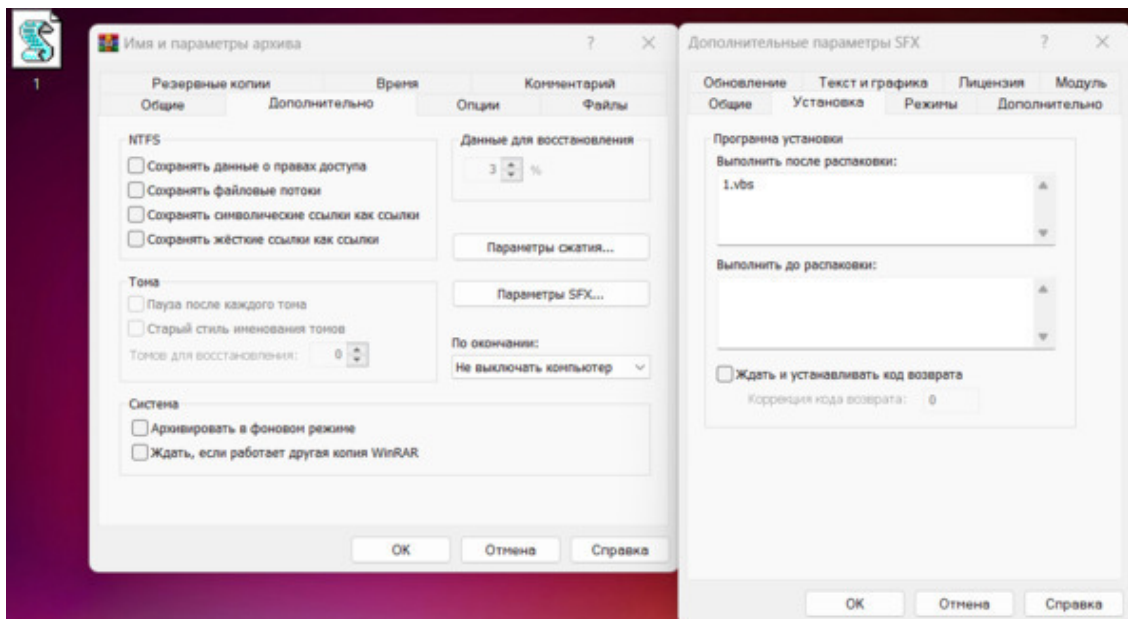 1
Имя и параметры архива
Резервные копии Время Комментарий
Общие Дополнительно Опции Файлы
NTFS
Сохранять данные о правах доступа
Сохранять файловые потоки
Сохранять символические ссылки как ссылки
Сохранять жёсткие ссылки как ссылки
Данные для восстановления
3 %
Параметры сжатия...
Тома
Пауза после каждого тома
Старый стиль именования томов
Томов для восстановления: 0
Параметры SFX...
По окончании:
Не выключать компьютер
Система
Архивировать в фоновом режиме
Ждать, если работает другая копия WinRAR
ОК Отмена Справка
Дополнительные параметры SFX
Обновление Текст и графика Лицензия Модуль
Общие Установка Режимы Дополнительно
Программа установки
Выполнить после распаковки:
1.vbs
Выполнить до распаковки:
Ждать и устанавливать код возврата
Коррекция кода возврата: 0
ОК Отмена Справка